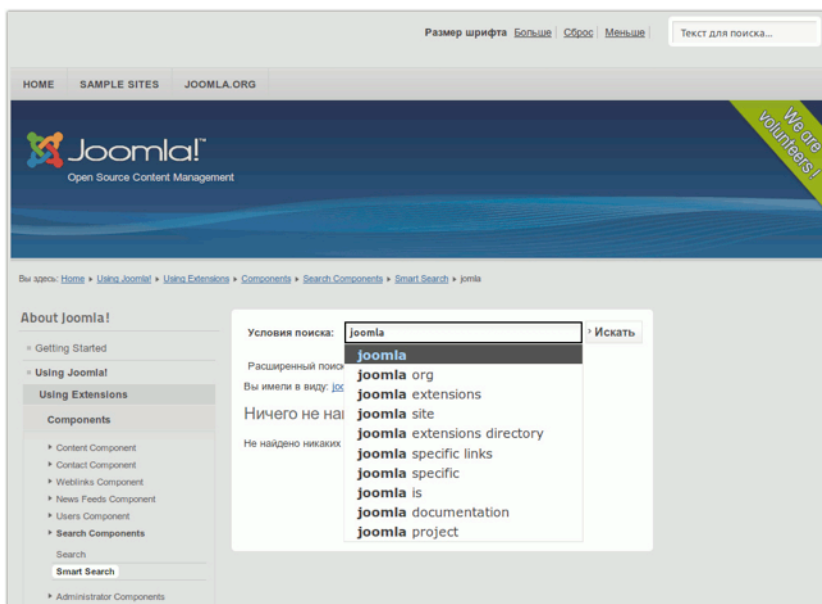 Размер шрифта Больше Сброс Меньше
Текст для поиска...
HOME SAMPLE SITES JOOMLA.ORG
Joomla!™
Open Source Content Management
We are
volunteers!
Вы здесь: Home Using Joomla! Using Extensions Components Search Components Smart Search jomla
About Joomla!
Getting Started
Using Joomla!
Using Extensions
Components
Content Component
Contact Component
Weblinks Component
News Feeds Component
Users Component
Search Components
Search
Smart Search
Administrator Components
Условия поиска: joomla Искать
joomla
joomla org
joomla extensions
joomla site
joomla extensions directory
joomla specific links
joomla specific
joomla is
joomla documentation
joomla project
Расширенный
Вы имели в виду:
Ничего не
Не найдено никаких